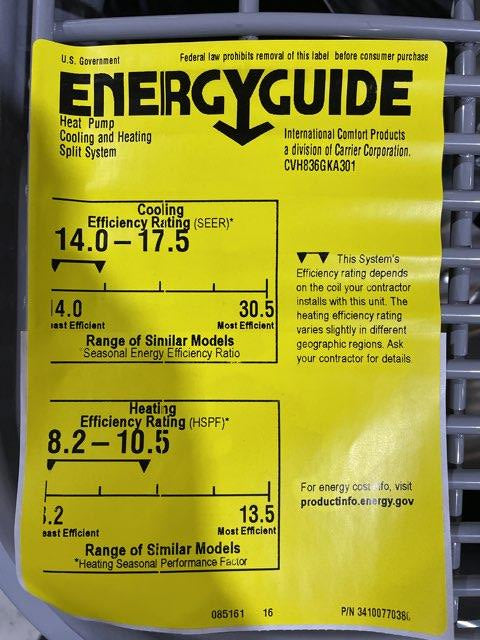 U.S. Government
Federal law prohibits removal of this label before consumer purchase
ENERGYGUIDE
Heat Pump
Cooling and Heating
Split System
International Comfort Products
a division of Carrier Corporation.
CVH836GKA301
Cooling
Efficiency Rating (SEER)*
14.0 – 17.5
14.0 30.5
Most Efficient
Range of Similar Models
*Seasonal Energy Efficiency Ratio
This System's
Efficiency rating depends
on the coil your contractor
installs with this unit. The
heating efficiency rating
varies slightly in different
geographic regions. Ask
your contractor for details.
Heating
Efficiency Rating (HSPF)*
8.2 – 10.5
.2 13.5
Efficient Most Efficient
Range of Similar Models
*Heating Seasonal Performance Factor
For energy cost info, visit
productinfo.energy.gov
085161 16 P/N 341007703